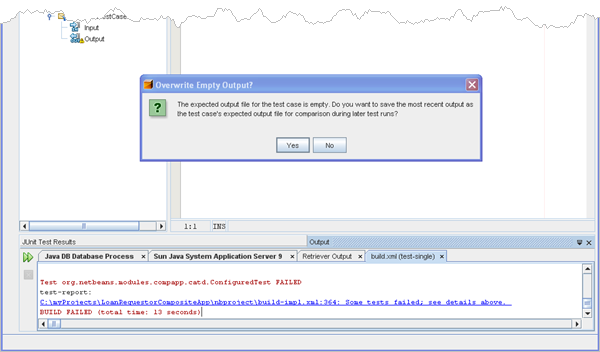 Input
Output
Overwrite Empty Output?
The expected output file for the test case is empty. Do you want to save the most recent output as
the test case's expected output file for comparison during later test runs?
Yes No
1:1 INS
JUnit Test Results Output
Java DB Database Process x Sun Java System Application Server 9 x Retriever Output x build.xml (test-single) x
Test org.netbeans.modules.compapp.catd.ConfiguredTest FAILED
test-report:
C:\myProjects\LoanRequestorCompositeApp\nbproject\build-impl.xml:364: Some tests failed; see details above.
BUILD FAILED (total time: 13 seconds)